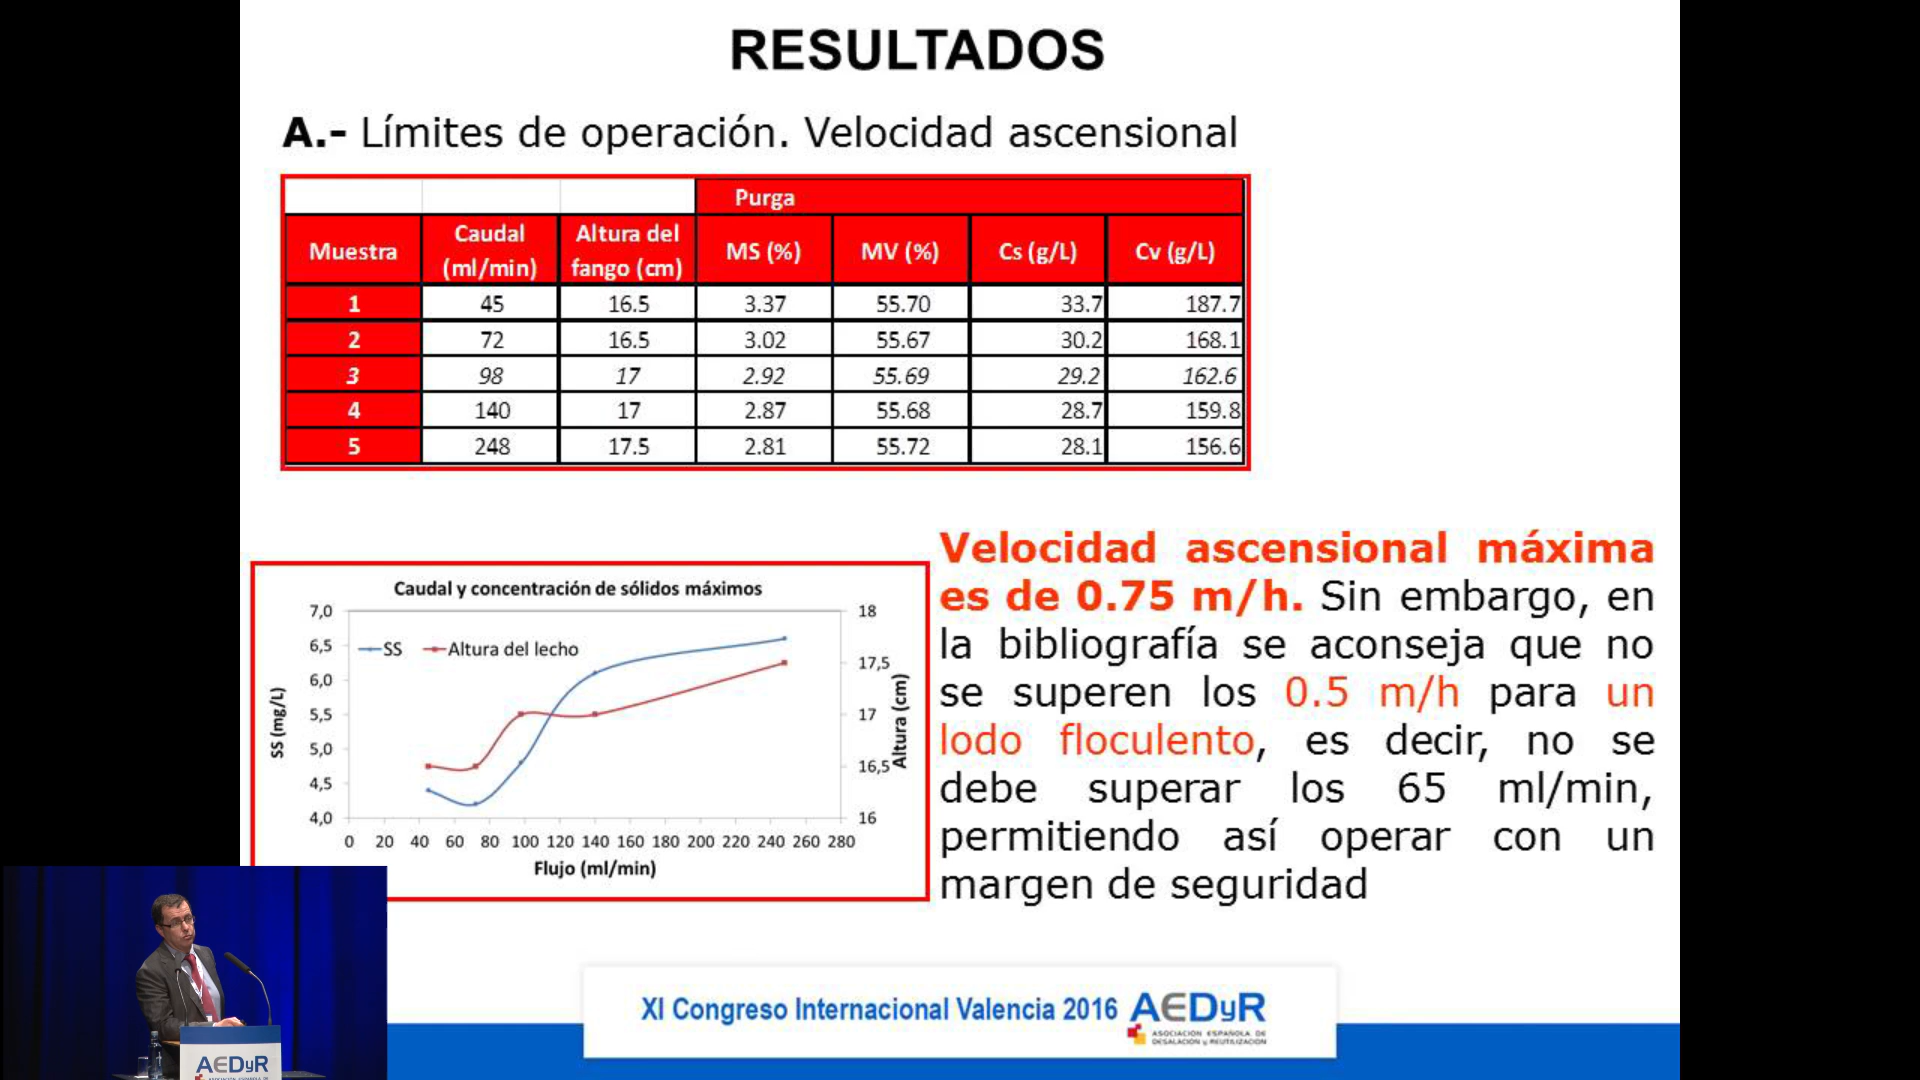 RESULTADOS
A.- Límites de operación. Velocidad ascensional
Purga
Muestra Caudal (ml/min) Altura del fango (cm) MS (%) MV (%) Cs (g/L) Cv (g/L)
1 45 16.5 3.37 55.70 33.7 187.7
2 72 16.5 3.02 55.67 30.2 168.1
3 98 17 2.92 55.69 29.2 162.6
4 140 17 2.87 55.68 28.7 159.8
5 248 17.5 2.81 55.72 28.1 156.6
Velocidad ascensional máxima
es de 0.75 m/h. Sin embargo, en
la bibliografía se aconseja que no
se superen los 0.5 m/h para un
lodo floculento, es decir, no se
debe superar los 65 ml/min,
permitiendo así operar con un
margen de seguridad
Caudal y concentración de sólidos máximos
SS Altura del lecho
SS (mg/L)
7,0
6,5
6,0
5,5
5,0
4,5
4,0
18
17,5
17
16,5
16
Altura (cm)
0 20 40 60 80 100 120 140 160 180 200 220 240 260 280
Flujo (ml/min)
XI Congreso Internacional Valencia 2016 AEDyR
ASOCIACIÓN ESPAÑOLA DE
DESALACIÓN y REUTILIZACIÓN
AEDyR